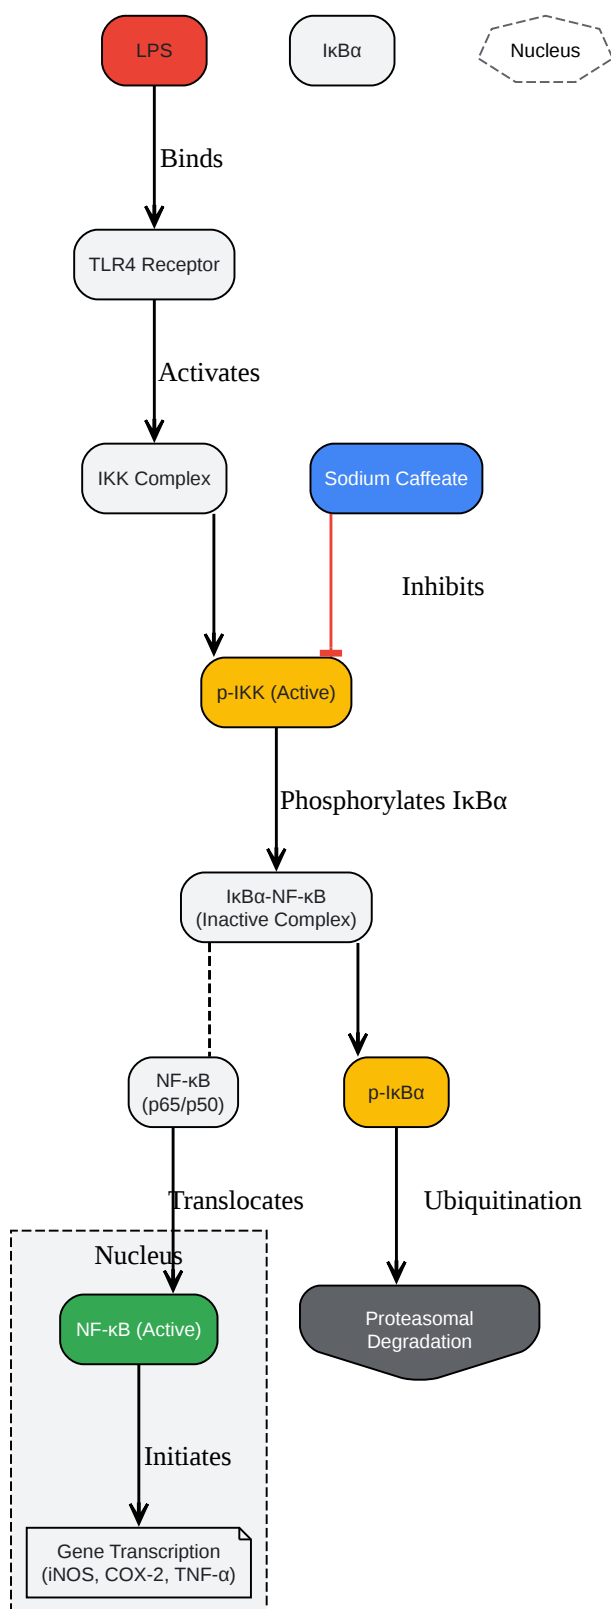 LPS
IκBα
Nucleus
Binds
TLR4 Receptor
Activates
IKK Complex
Sodium Caffeate
Inhibits
p-IKK (Active)
Phosphorylates IκBα
IκBα-NF-κB
(Inactive Complex)
NF-κB
(p65/p50)
p-IκBα
Translocates
Ubiquitination
Nucleus
NF-κB (Active)
Proteasomal
Degradation
Initiates
Gene Transcription
(iNOS, COX-2, TNF-α)